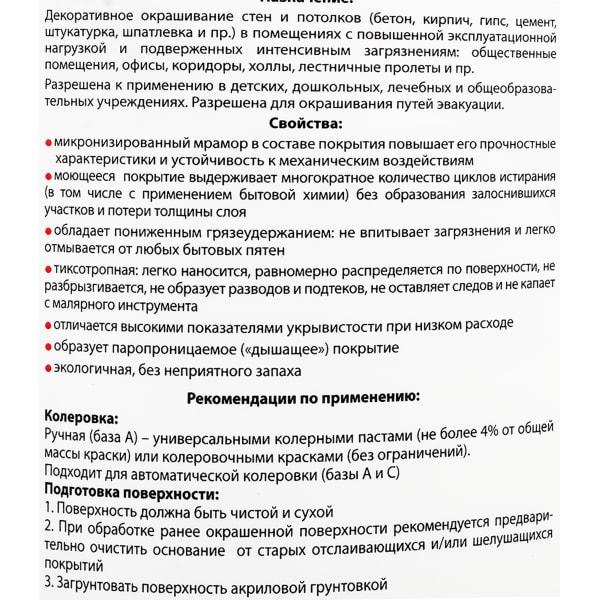 Назначение:
Декоративное окрашивание стен и потолков (бетон, кирпич, гипс, цемент,
штукатурка, шпатлевка и пр.) в помещениях с повышенной эксплуатационной
нагрузкой и подверженных интенсивным загрязнениям: общественные
помещения, офисы, коридоры, холлы, лестничные пролеты и пр.
Разрешена к применению в детских, дошкольных, лечебных и общеобразова-
тельных учреждениях. Разрешена для окрашивания путей эвакуации.
Свойства:
• микронизированный мрамор в составе покрытия повышает его прочностные
характеристики и устойчивость к механическим воздействиям
• моющееся покрытие выдерживает многократное количество циклов истирания
(в том числе с применением бытовой химии) без образования залоснившихся
участков и потери толщины слоя
• обладает пониженным грязеудержанием: не впитывает загрязнения и легко
отмывается от любых бытовых пятен
• тиксотропная: легко наносится, равномерно распределяется по поверхности, не
разбрызгивается, не образует разводов и подтеков, не оставляет следов и не капает
с малярного инструмента
• отличается высокими показателями укрывистости при низком расходе
• образует паропроницаемое («дышащее») покрытие
• экологичная, без неприятного запаха
Рекомендации по применению:
Колеровка:
Ручная (база А) – универсальными колерными пастами (не более 4% от общей
массы краски) или колеровочными красками (без ограничений).
Подходит для автоматической колеровки (базы А и С)
Подготовка поверхности:
1. Поверхность должна быть чистой и сухой
2. При обработке ранее окрашенной поверхности рекомендуется предвари-
тельно очистить основание от старых отслаивающихся и/или шелушащихся
покрытий
3. Загрунтовать поверхность акриловой грунтовкой